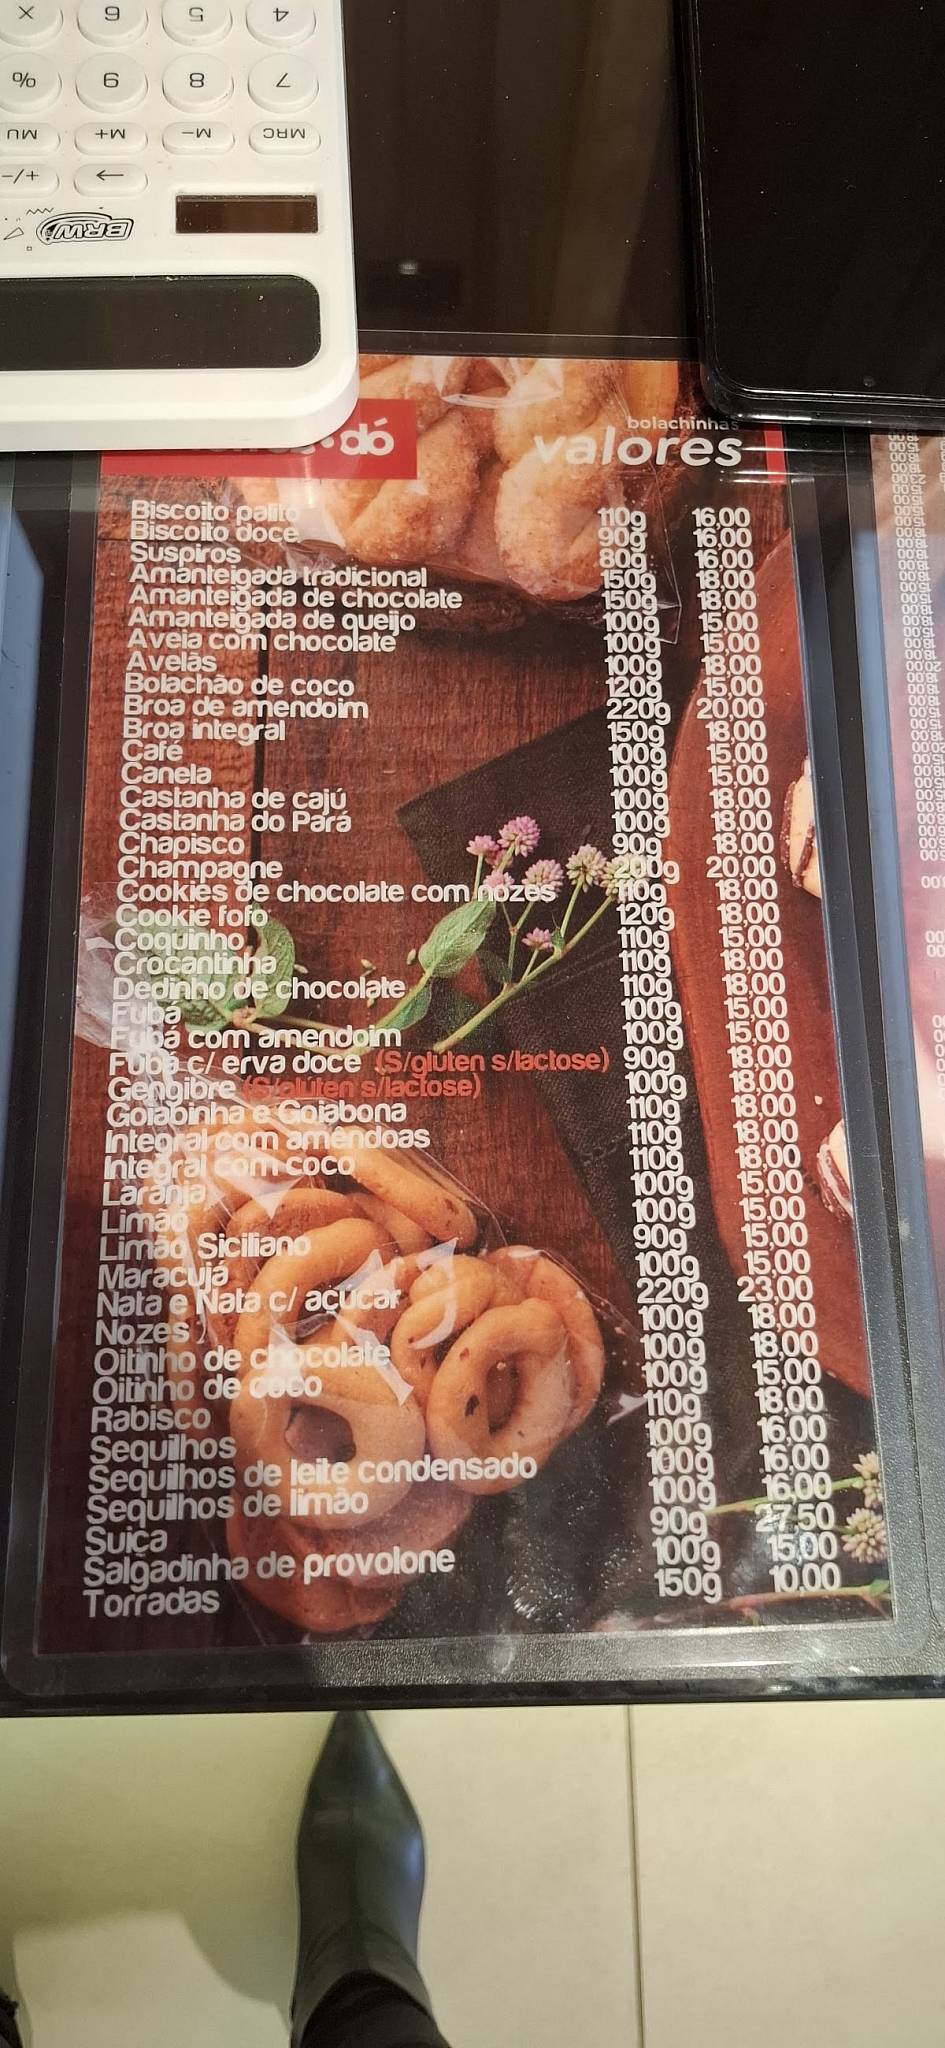 4 5 6 X
7 8 9 %
MRC M- M+ MU
→ +/-
BRW
dó
bolachinhas
valores
Biscoito palito 110g 16,00
Biscoito doce 90g 16,00
Suspiros 80g 16,00
Amanteigada tradicional 150g 18,00
Amanteigada de chocolate 150g 18,00
Amanteigada de queijo 100g 15,00
Aveia com chocolate 100g 15,00
Avelãs 100g 18,00
Bolachão de coco 120g 15,00
Broa de amendoim 220g 20,00
Broa integral 150g 18,00
Café 100g 15,00
Canela 100g 15,00
Castanha de cajú 100g 18,00
Castanha do Pará 100g 18,00
Chapisco 90g 18,00
Champagne 200g 20,00
Cookies de chocolate com nozes 110g 18,00
Cookie fofo 120g 18,00
Coquinho 110g 15,00
Crocantinha 110g 18,00
Dedinho de chocolate 110g 18,00
Fubá 100g 15,00
Fubá com amendoim 100g 15,00
Fubá c/ erva doce (S/gluten s/lactose) 90g 18,00
Gengibre (S/glúten s/lactose) 100g 18,00
Goiabinha e Goiabona 110g 18,00
Integral com amêndoas 110g 18,00
Integral com coco 110g 18,00
Laranja 100g 15,00
Limão 100g 15,00
Limão Siciliano 90g 15,00
Maracujá 100g 15,00
Nata e Nata c/ açúcar 220g 23,00
Nozes 100g 18,00
Oitinho de chocolate 100g 18,00
Oitinho de coco 100g 15,00
Rabisco 110g 18,00
Sequilhos 100g 16,00
Sequilhos de leite condensado 100g 16,00
Sequilhos de limão 100g 16,00
Suiça 90g 27,50
Salgadinha de provolone 100g 15,00
Torradas 150g 10,00